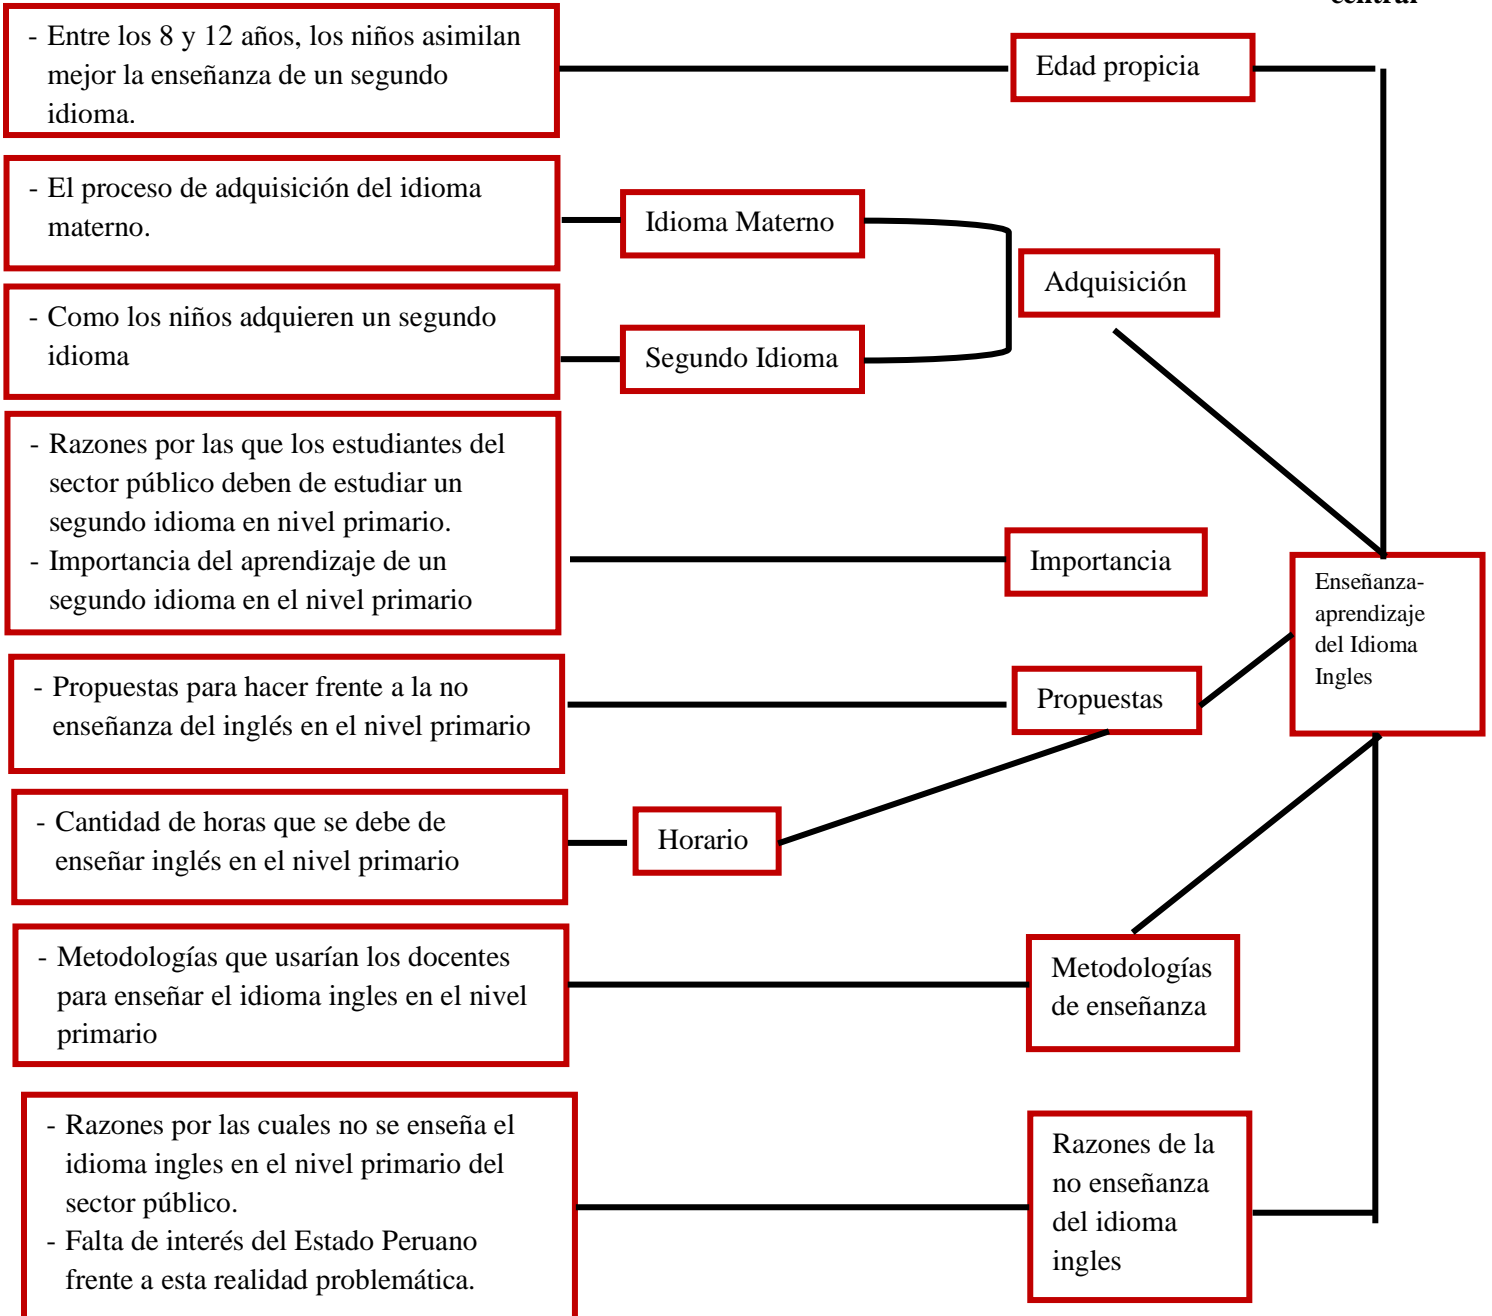 central
- Entre los 8 y 12 años, los niños asimilan
mejor la enseñanza de un segundo
idioma.
Edad propicia
- El proceso de adquisición del idioma
materno.
Idioma Materno
Adquisición
- Como los niños adquieren un segundo
idioma
Segundo Idioma
- Razones por las que los estudiantes del
sector público deben de estudiar un
segundo idioma en nivel primario.
- Importancia del aprendizaje de un
segundo idioma en el nivel primario
Importancia
Enseñanza-
aprendizaje
del Idioma
Ingles
- Propuestas para hacer frente a la no
enseñanza del inglés en el nivel primario
Propuestas
- Cantidad de horas que se debe de
enseñar inglés en el nivel primario
Horario
- Metodologías que usarían los docentes
para enseñar el idioma ingles en el nivel
primario
Metodologías
de enseñanza
- Razones por las cuales no se enseña el
idioma ingles en el nivel primario del
sector público.
- Falta de interés del Estado Peruano
frente a esta realidad problemática.
Razones de la
no enseñanza
del idioma
ingles